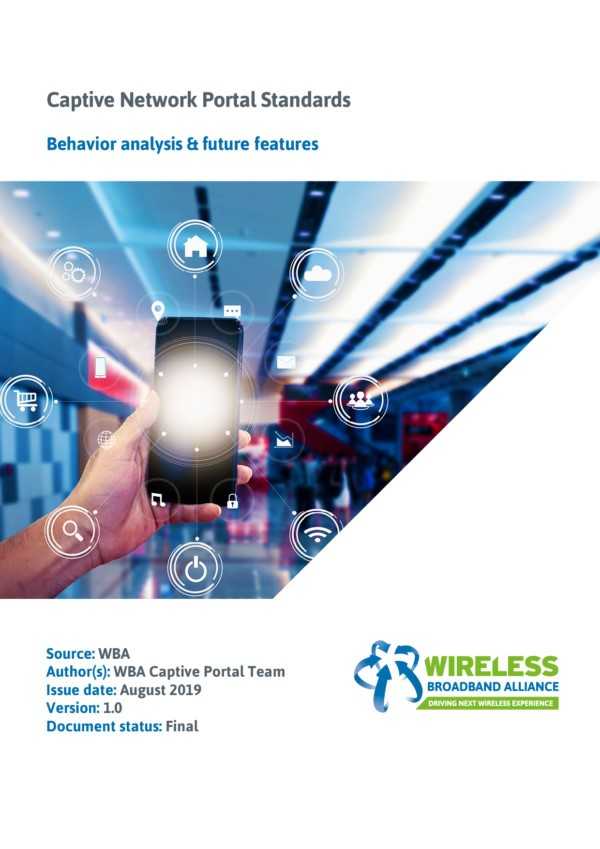 Captive Network Portal Standards
Behavior analysis & future features
Source: WBA
Author(s): WBA Captive Portal Team
Issue date: August 2019
Version: 1.0
Document status: Final
WIRELESS
BROADBAND ALLIANCE
DRIVING NEXT WIRELESS EXPERIENCE